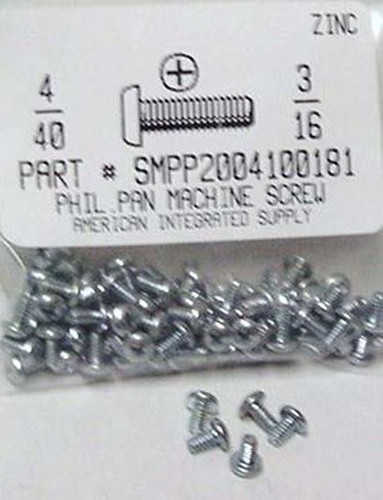 ZINC
4
40
3
16
PART # SMPP2004100181
PHIL.PAN MACHINE SCREW
AMERICAN INTEGRATED SUPPLY